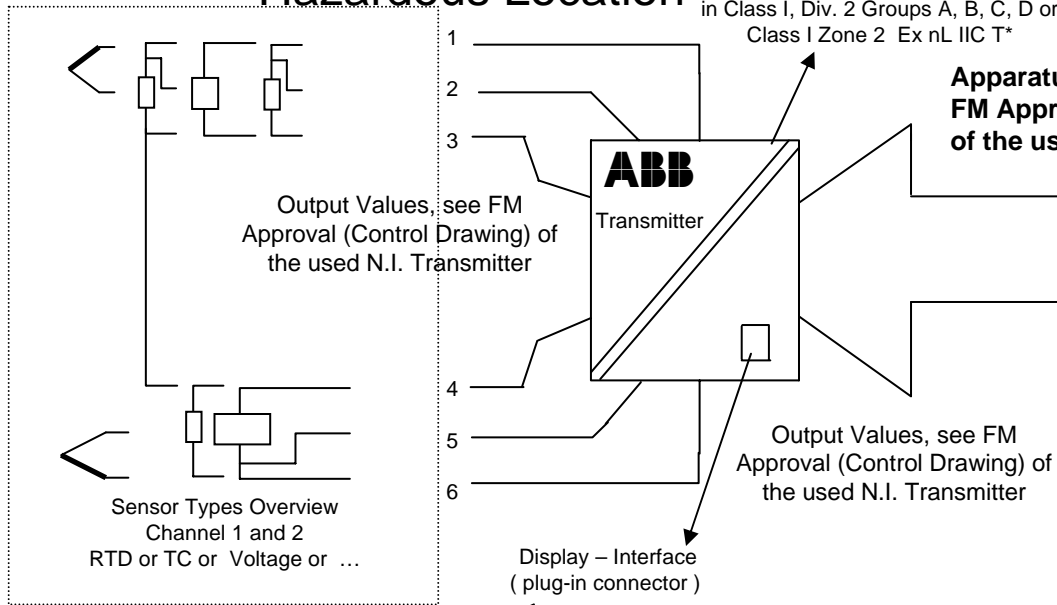 Hazardous Location
in Class I, Div. 2 Groups A, B, C, D or
Class I Zone 2 Ex nL IIC T*
FM Appr
of the us
1
2
3
ABB
Transmitter
Output Values, see FM
Approval (Control Drawing) of
the used N.I. Transmitter
4
5
6
Output Values, see FM
Approval (Control Drawing) of
the used N.I. Transmitter
Sensor Types Overview
Channel 1 and 2
RTD or TC or Voltage or …
Display – Interface
( plug-in connector )